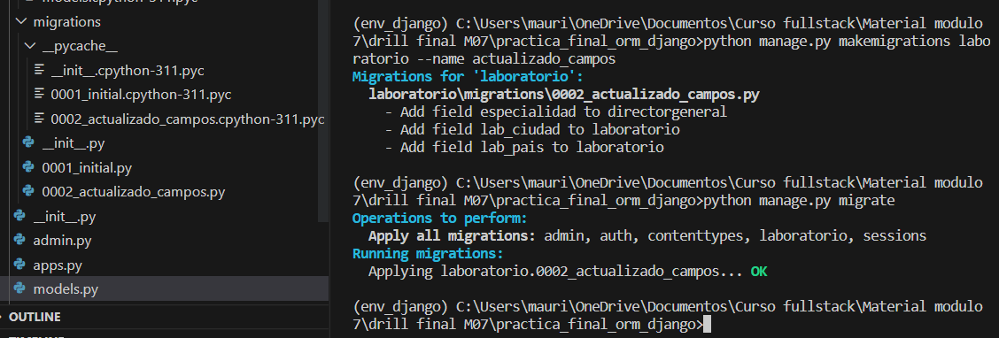 models.cpython-311.pyc
migrations
__pycache__
__init__.cpython-311.pyc
0001_initial.cpython-311.pyc
0002_actualizado_campos.cpython-311.pyc
__init__.py
0001_initial.py
0002_actualizado_campos.py
__init__.py
admin.py
apps.py
models.py
OUTLINE
TIMELINE
(env_django) C:\Users\mauri\OneDrive\Documentos\Curso fullstack\Material modulo
7\drill final M07\practica_final_orm_django>python manage.py makemigrations labo
ratorio --name actualizado_campos
Migrations for 'laboratorio':
laboratorio\migrations\0002_actualizado_campos.py
- Add field especialidad to directorgeneral
- Add field lab_ciudad to laboratorio
- Add field lab_pais to laboratorio
(env_django) C:\Users\mauri\OneDrive\Documentos\Curso fullstack\Material modulo
7\drill final M07\practica_final_orm_django>python manage.py migrate
Operations to perform:
Apply all migrations: admin, auth, contenttypes, laboratorio, sessions
Running migrations:
Applying laboratorio.0002_actualizado_campos... OK
(env_django) C:\Users\mauri\OneDrive\Documentos\Curso fullstack\Material modulo
7\drill final M07\practica_final_orm_django>